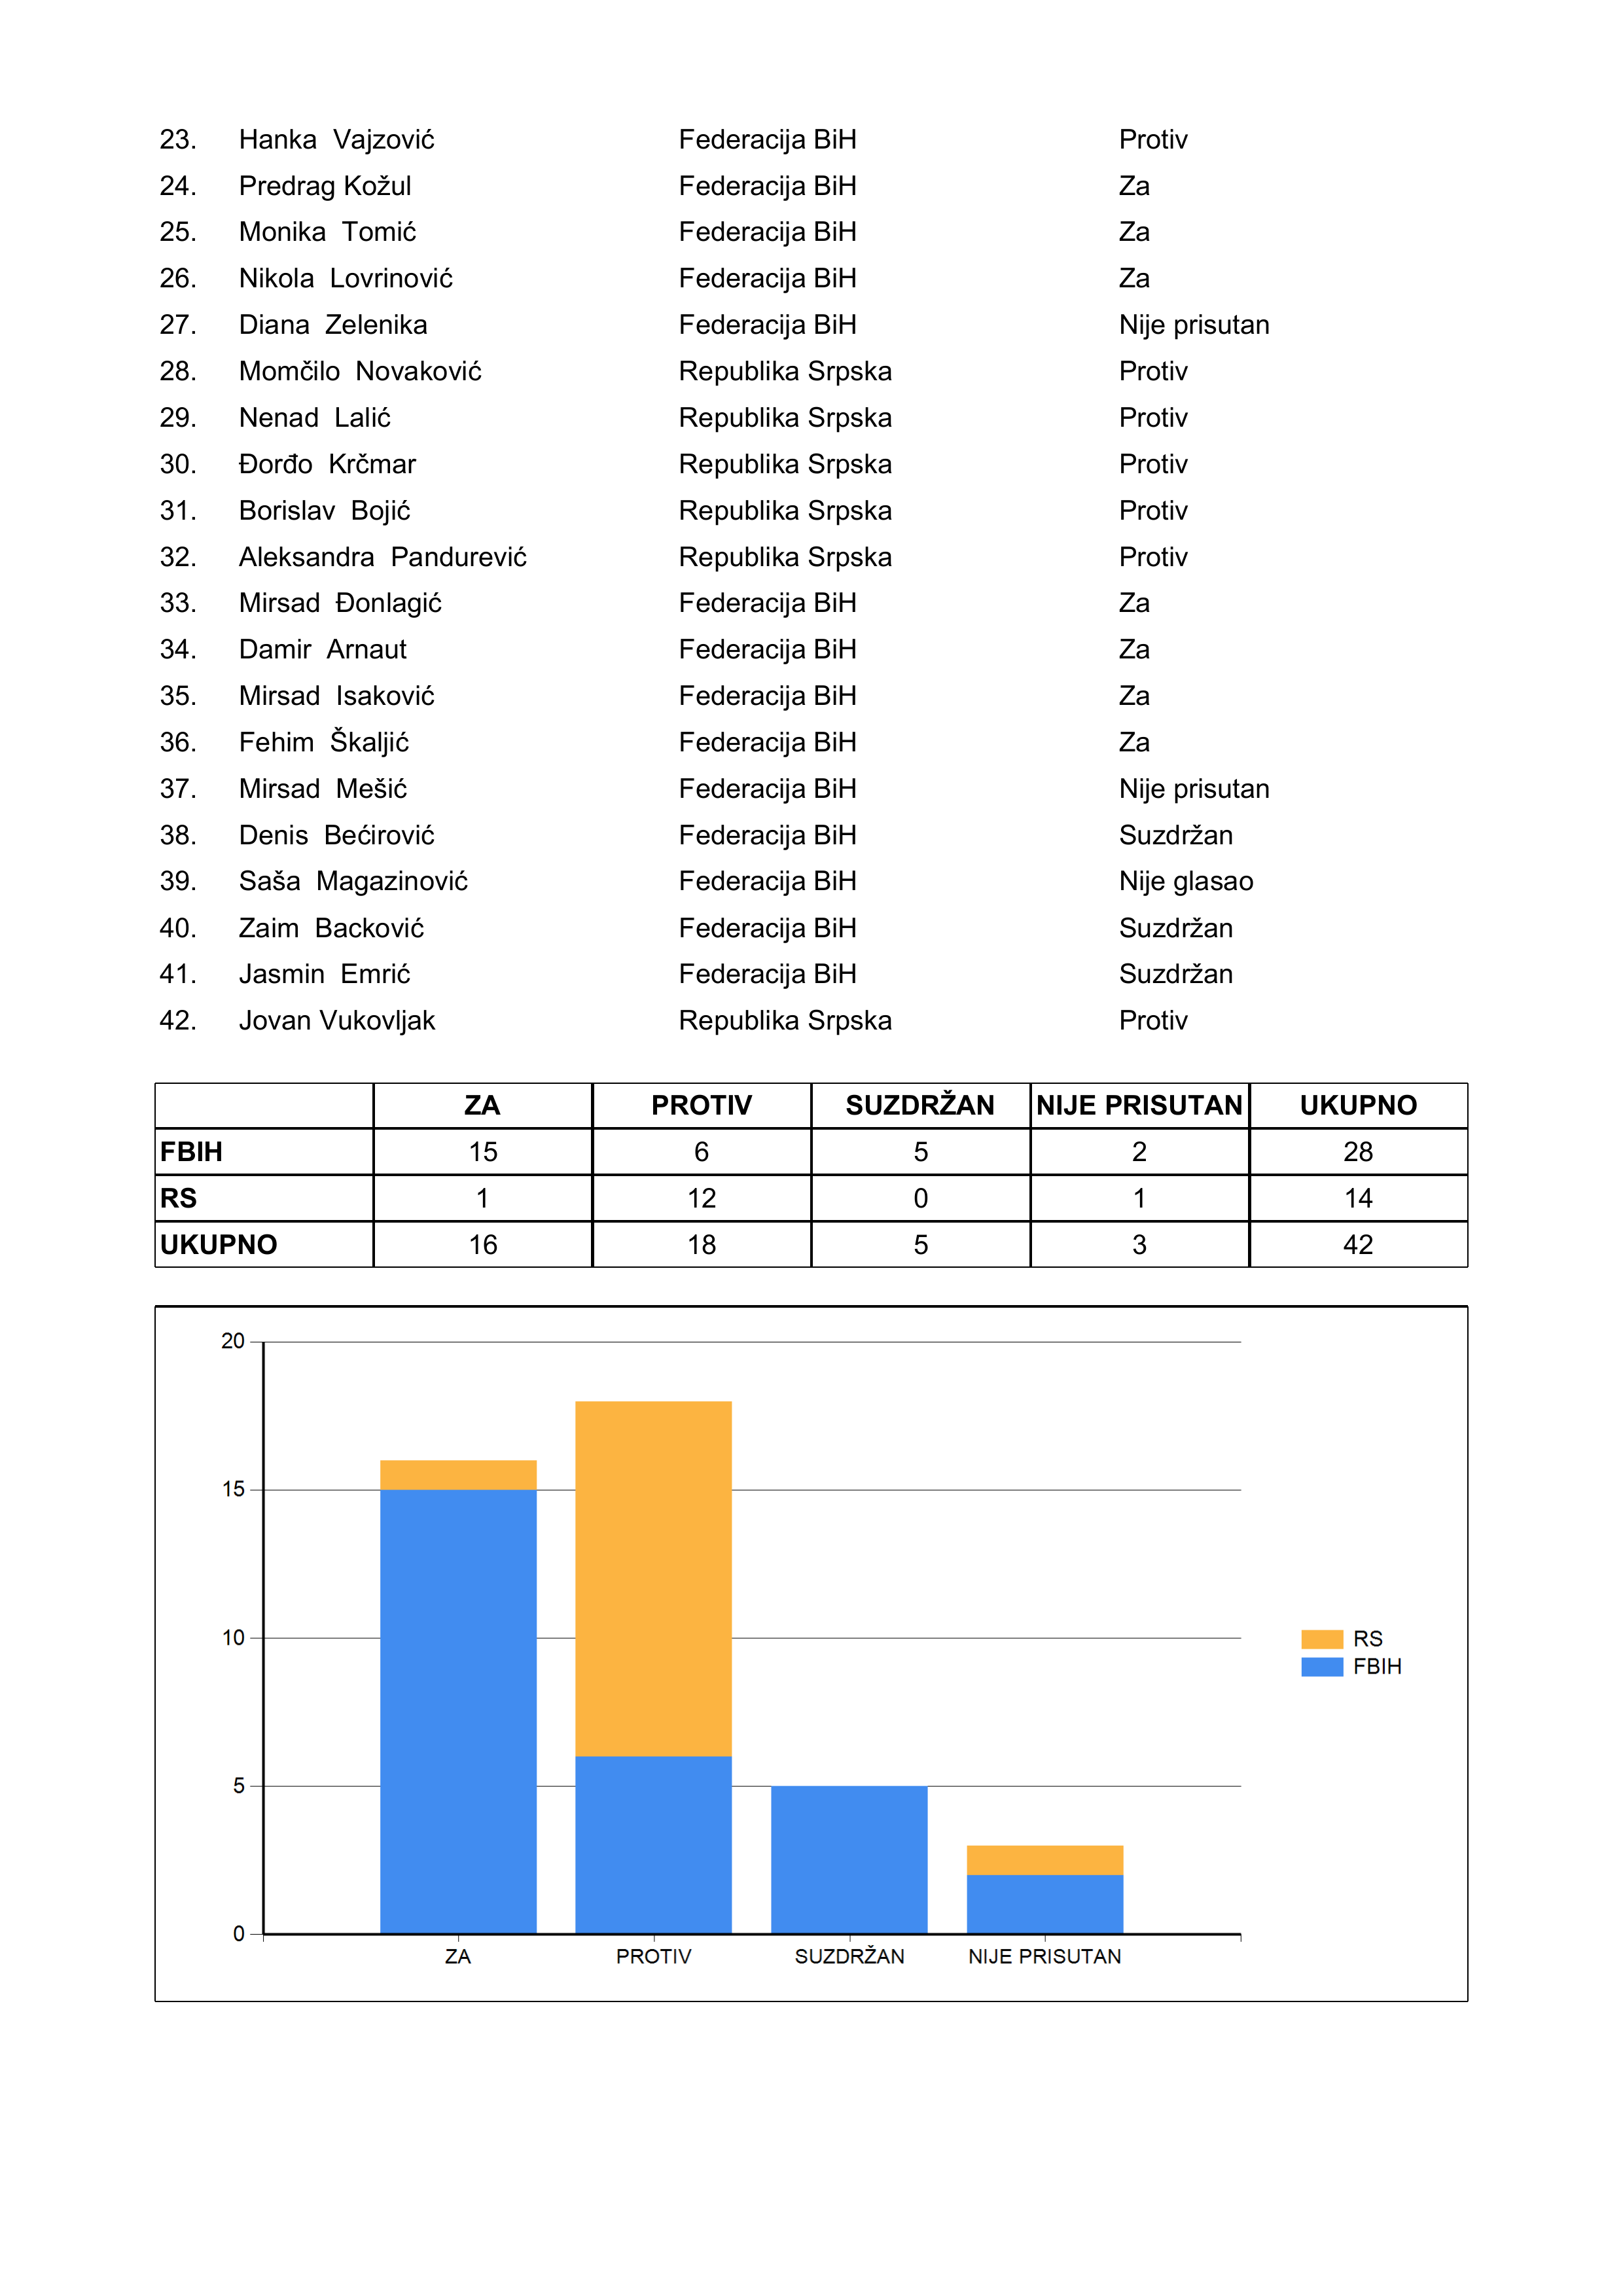 23. Hanka Vajzović Federacija BiH Protiv
24. Predrag Kožul Federacija BiH Za
25. Monika Tomić Federacija BiH Za
26. Nikola Lovrinović Federacija BiH Za
27. Diana Zelenika Federacija BiH Nije prisutan
28. Momčilo Novaković Republika Srpska Protiv
29. Nenad Lalić Republika Srpska Protiv
30. Đorđo Krčmar Republika Srpska Protiv
31. Borislav Bojić Republika Srpska Protiv
32. Aleksandra Pandurević Republika Srpska Protiv
33. Mirsad Đonlagić Federacija BiH Za
34. Damir Arnaut Federacija BiH Za
35. Mirsad Isaković Federacija BiH Za
36. Fehim Škaljić Federacija BiH Za
37. Mirsad Mešić Federacija BiH Nije prisutan
38. Denis Bećirović Federacija BiH Suzdržan
39. Saša Magazinović Federacija BiH Nije glasao
40. Zaim Backović Federacija BiH Suzdržan
41. Jasmin Emrić Federacija BiH Suzdržan
42. Jovan Vukovljak Republika Srpska Protiv
ZA PROTIV SUZDRŽAN NIJE PRISUTAN UKUPNO
FBIH 15 6 5 2 28
RS 1 12 0 1 14
UKUPNO 16 18 5 3 42
20
15
10
5
0
ZA PROTIV SUZDRŽAN NIJE PRISUTAN
RS
FBIH